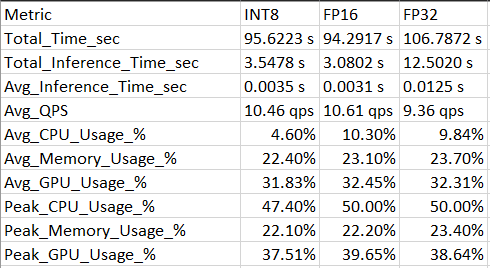 Metric INT8 FP16 FP32
Total_Time_sec 95.6223 s 94.2917 s 106.7872 s
Total_Inference_Time_sec 3.5478 s 3.0802 s 12.5020 s
Avg_Inference_Time_sec 0.0035 s 0.0031 s 0.0125 s
Avg_QPS 10.46 qps 10.61 qps 9.36 qps
Avg_CPU_Usage_% 4.60% 10.30% 9.84%
Avg_Memory_Usage_% 22.40% 23.10% 23.70%
Avg_GPU_Usage_% 31.83% 32.45% 32.31%
Peak_CPU_Usage_% 47.40% 50.00% 50.00%
Peak_Memory_Usage_% 22.10% 22.20% 23.40%
Peak_GPU_Usage_% 37.51% 39.65% 38.64%